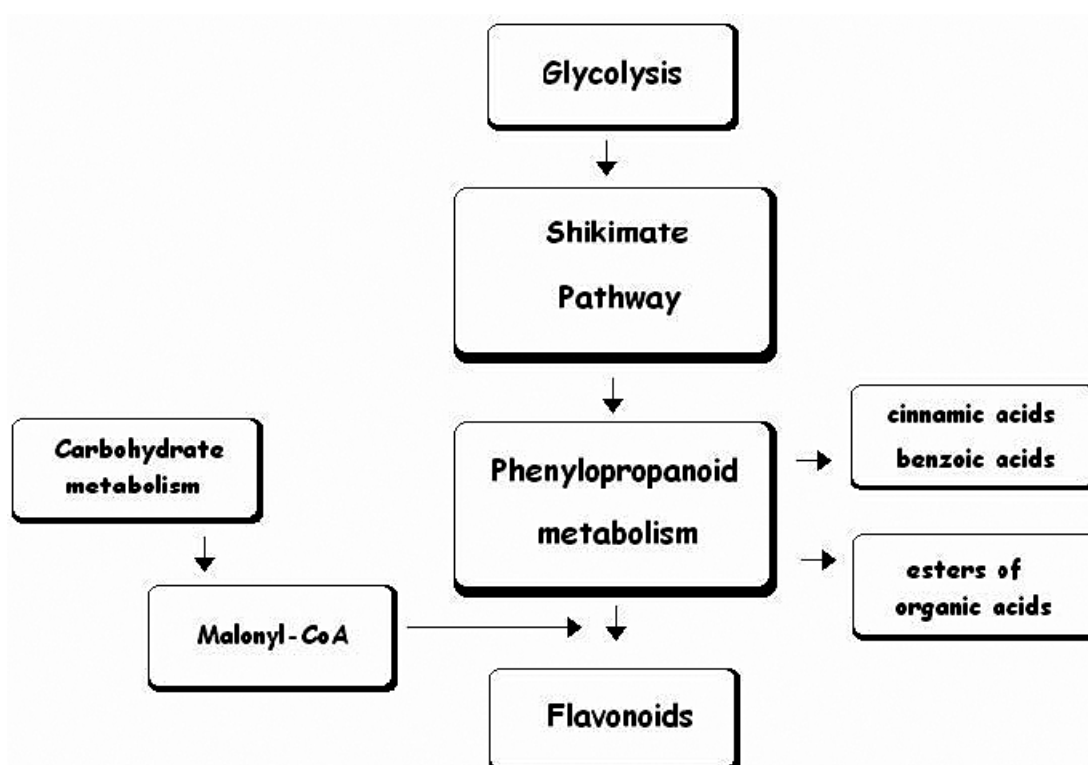 Glycolysis
Shikimate
Pathway
Carbohydrate
metabolism
Phenylopropanoid
metabolism
cinnamic acids
benzoic acids
esters of
organic acids
Malonyl-CoA
Flavonoids